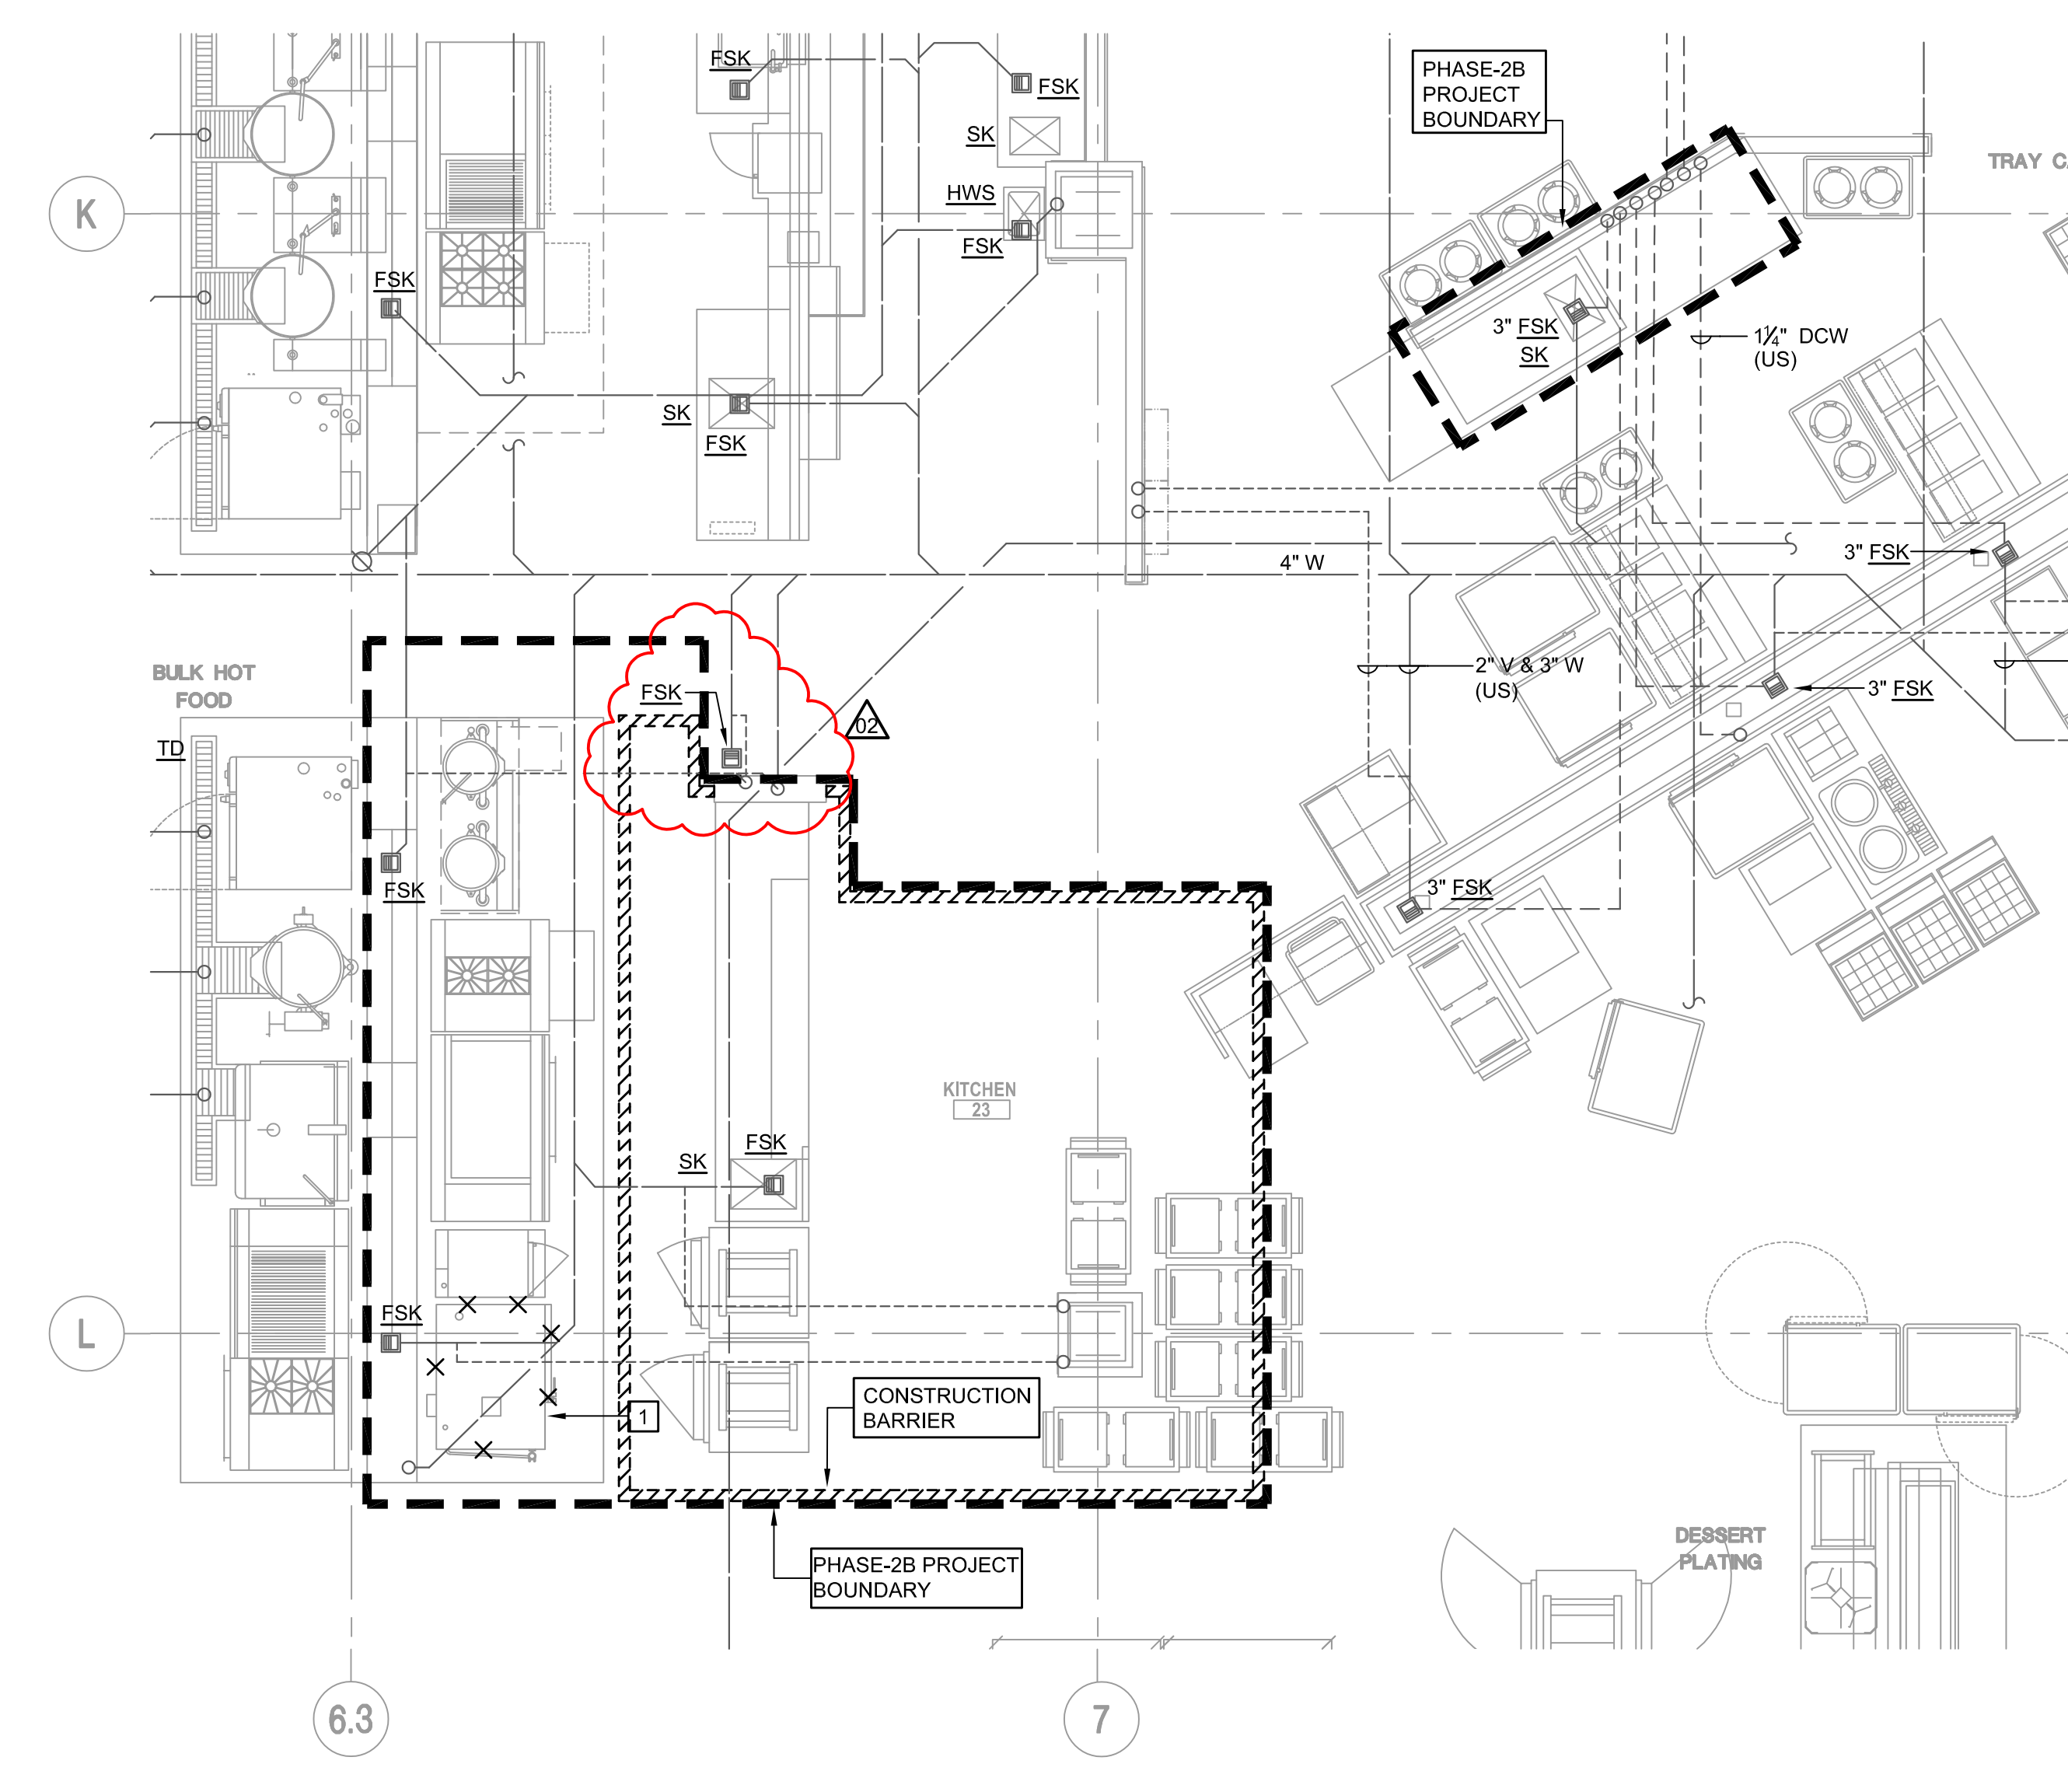 FSK
FSK
PHASE-2B
PROJECT
BOUNDARY
SK
TRAY
K
HWS
FSK
FSK
3" FSK
SK
1¼" DCW
(US)
SK
FSK
4" W
3" FSK
BULK HOT
FOOD
FSK
2" V & 3" W
(US)
3" FSK
02
TD
FSK
3" FSK
KITCHEN
23
FSK
SK
FSK
L
CONSTRUCTION
BARRIER
1
DESSERT
PLATING
PHASE-2B PROJECT
BOUNDARY
6.3
7